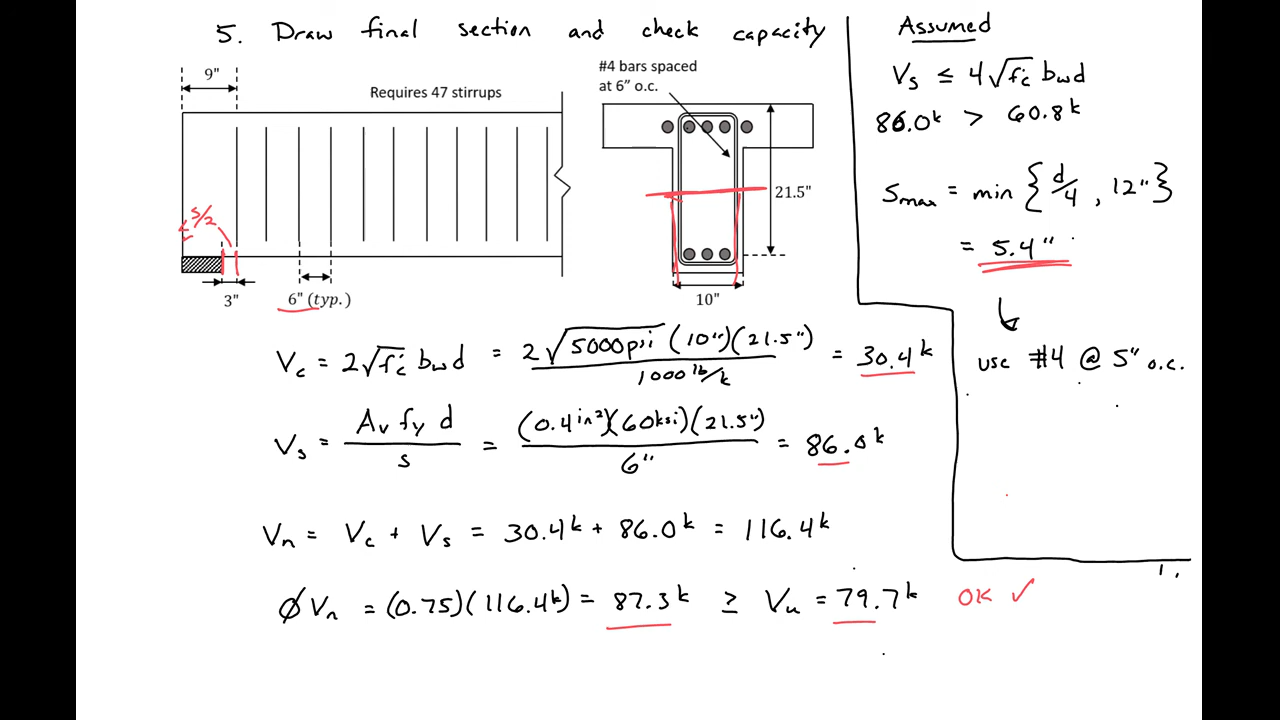 5. Draw final section and check capacity
9"
Requires 47 stirrups
s/2
3"
6" (typ.)
#4 bars spaced
at 6” o.c.
21.5"
10"
Vc = 2√f'c bwd = 2√5000psi (10")(21.5") / 1000 lb/k = 30.4k
Vs = Av fy d / s = (0.4in²)(60ksi)(21.5") / 6" = 86.0k
Vn = Vc + Vs = 30.4k + 86.0k = 116.4k
φVn = (0.75)(116.4k) = 87.3k ≥ Vu = 79.7k OK ✓
Assumed
Vs ≤ 4√f'c bwd
86.0k > 60.8k
smax = min {d/4, 12"}
= 5.4"
use #4 @ 5" o.c.